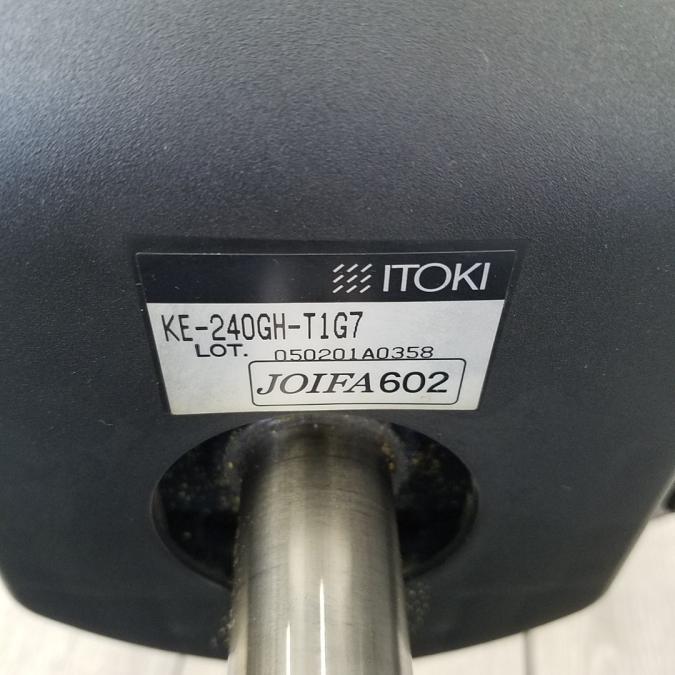 ITOKI
KE-240GH-T1G7
LOT. 050201A0358
JOIFA602